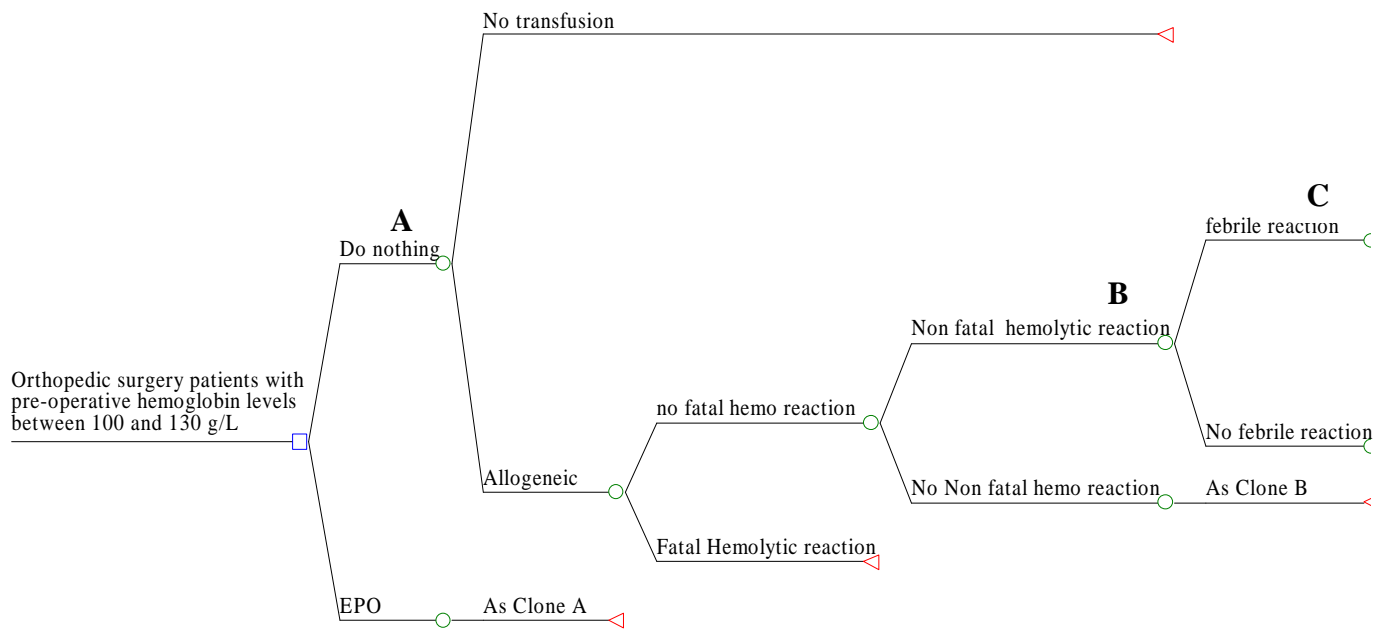 No transfusion
A
Do nothing
C
febrile reaction
B
Non fatal hemolytic reaction
Orthopedic surgery patients with
pre-operative hemoglobin levels
between 100 and 130 g/L
no fatal hemo reaction
No febrile reaction
Allogeneic
No Non fatal hemo reaction
As Clone B
Fatal Hemolytic reaction
EPO
As Clone A